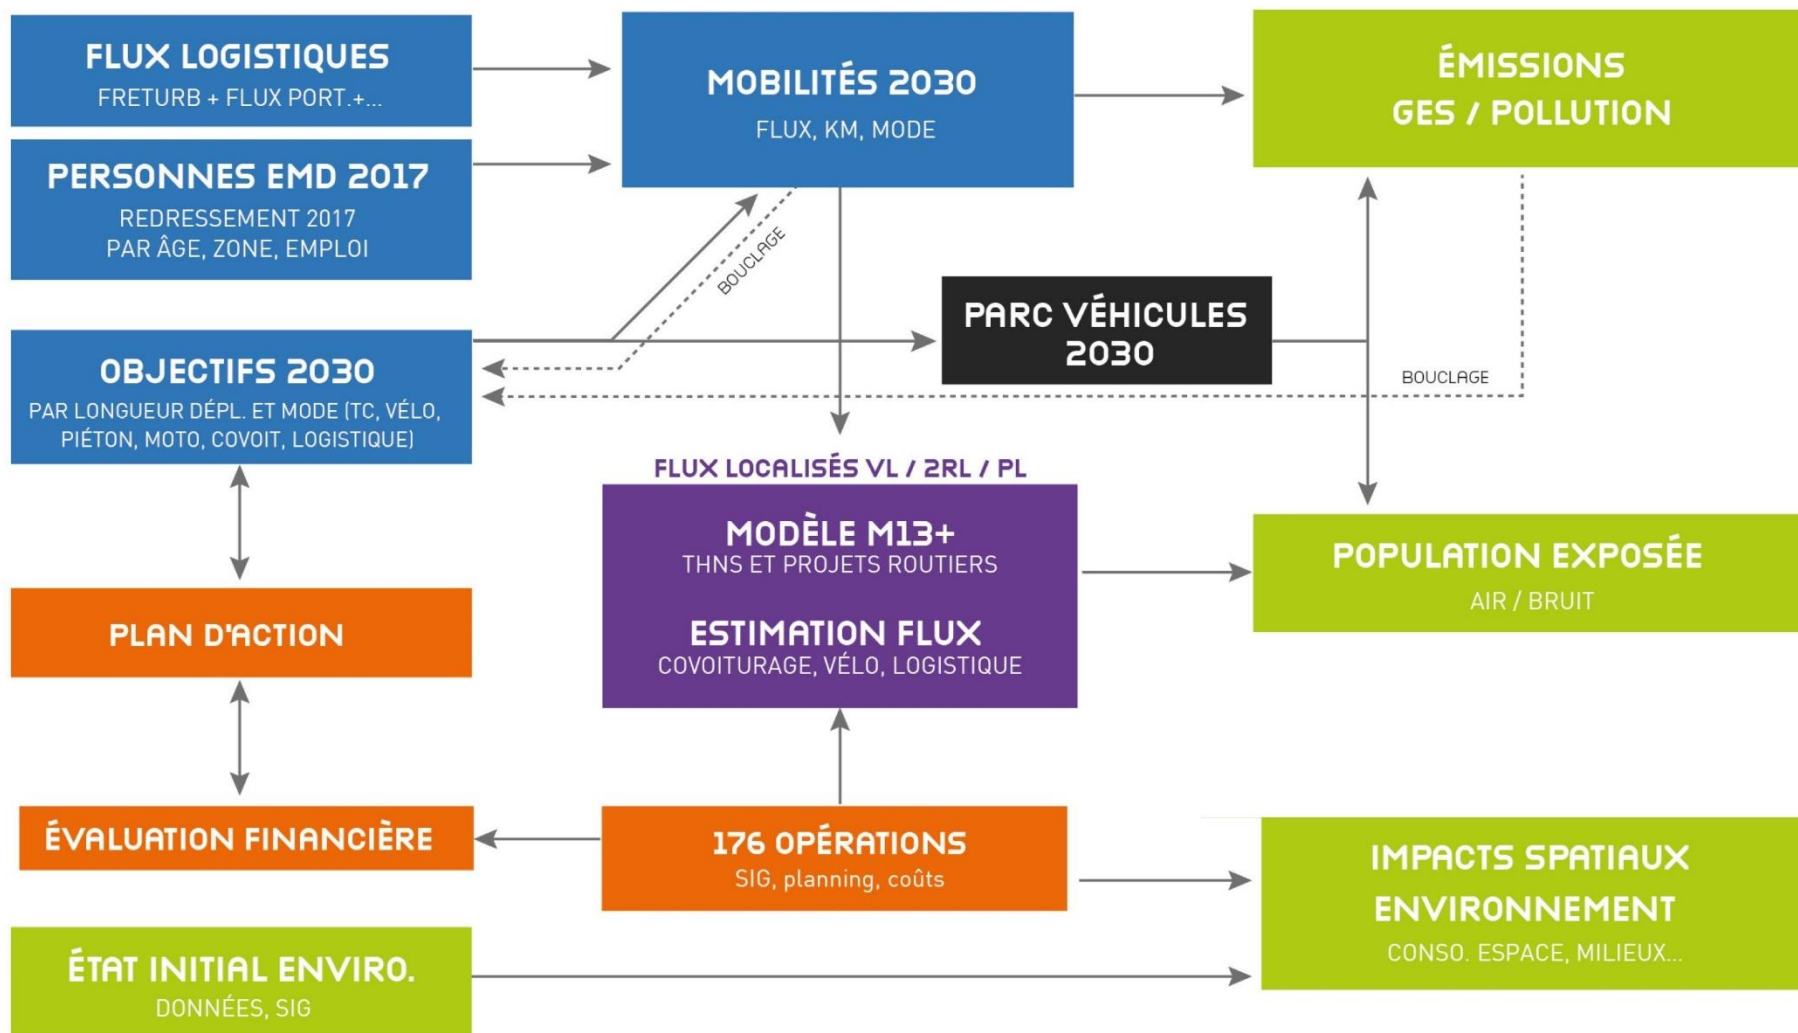 FLUX LOGISTIQUES
FRETURB + FLUX PORT.+...
MOBILITÉS 2030
FLUX, KM, MODE
ÉMISSIONS
GES / POLLUTION
PERSONNES EMD 2017
REDRESSEMENT 2017
PAR ÂGE, ZONE, EMPLOI
BOUCLAGE
PARC VÉHICULES
2030
OBJECTIFS 2030
PAR LONGUEUR DÉPL. ET MODE (TC, VÉLO,
PIÉTON, MOTO, COVOIT, LOGISTIQUE)
BOUCLAGE
FLUX LOCALISÉS VL / 2RL / PL
MODÈLE M13+
THNS ET PROJETS ROUTIERS
ESTIMATION FLUX
COVOITURAGE, VÉLO, LOGISTIQUE
POPULATION EXPOSÉE
AIR / BRUIT
PLAN D'ACTION
ÉVALUATION FINANCIÈRE
176 OPÉRATIONS
SIG, planning, coûts
IMPACTS SPATIAUX
ENVIRONNEMENT
CONSO. ESPACE, MILIEUX...
ÉTAT INITIAL ENVIRO.
DONNÉES, SIG